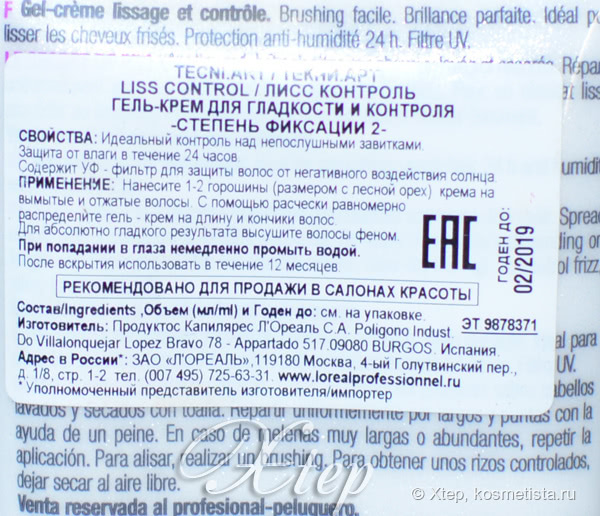 F Gel-crème lissage et contrôle. Brushing facile. Brillance parfaite. Idéal
lisser les cheveux frisés. Protection anti-humidité 24 h. Filtre UV.
TECNI.ART / ТЕКНИ.АРТ
LISS CONTROL / ЛИСС КОНТРОЛЬ
ГЕЛЬ-КРЕМ ДЛЯ ГЛАДКОСТИ И КОНТРОЛЯ
-СТЕПЕНЬ ФИКСАЦИИ 2-
СВОЙСТВА: Идеальный контроль над непослушными завитками.
Защита от влаги в течение 24 часов.
Содержит УФ - фильтр для защиты волос от негативного воздействия солнца.
ПРИМЕНЕНИЕ: Нанесите 1-2 горошины (размером с лесной орех) крема на
вымытые и отжатые волосы. С помощью расчески равномерно
распределйте гель - крем на длину и кончики волос.
Для абсолютно гладкого результата высушите волосы феном.
При попадании в глаза немедленно промыть водой.
После вскрытия использовать в течение 12 месяцев.
EAC
ГОДЕН ДО:
02/2019
РЕКОМЕНДОВАНО ДЛЯ ПРОДАЖИ В САЛОНАХ КРАСОТЫ
Состав/Ingredients ,Объем (мл/ml) и Годен до: см. на упаковке.
Изготовитель: Продуктос Капилярес Л'Ореаль С.А. Poligono Indust.
ЭТ 9878371
Do Villalonquejar Lopez Bravo 78 - Appartado 517 09080 BURGOS. Испания.
Адрес в России*: ЗАО «Л'ОРЕАЛЬ»,119180 Москва, 4-ый Голутвинский пер.,
д. 1/8, стр. 1-2 тел. (007 495) 725-63-31. www.lorealprofessionnel.ru
* Уполномоченный представитель изготовителя/импортер
lavados y secados con toalla. Repartir uniformemente por largos y puntas con la
ayuda de un peine. En caso de melenas muy largas o abundantes, repetir la
aplicación. Para alisar, realizar un brushing. Para obtener unos rizos controlados,
dejar secar al aire libre.
Venta reservada al profesional-peluquero.
Xtep
© Xtep, kosmetista.ru